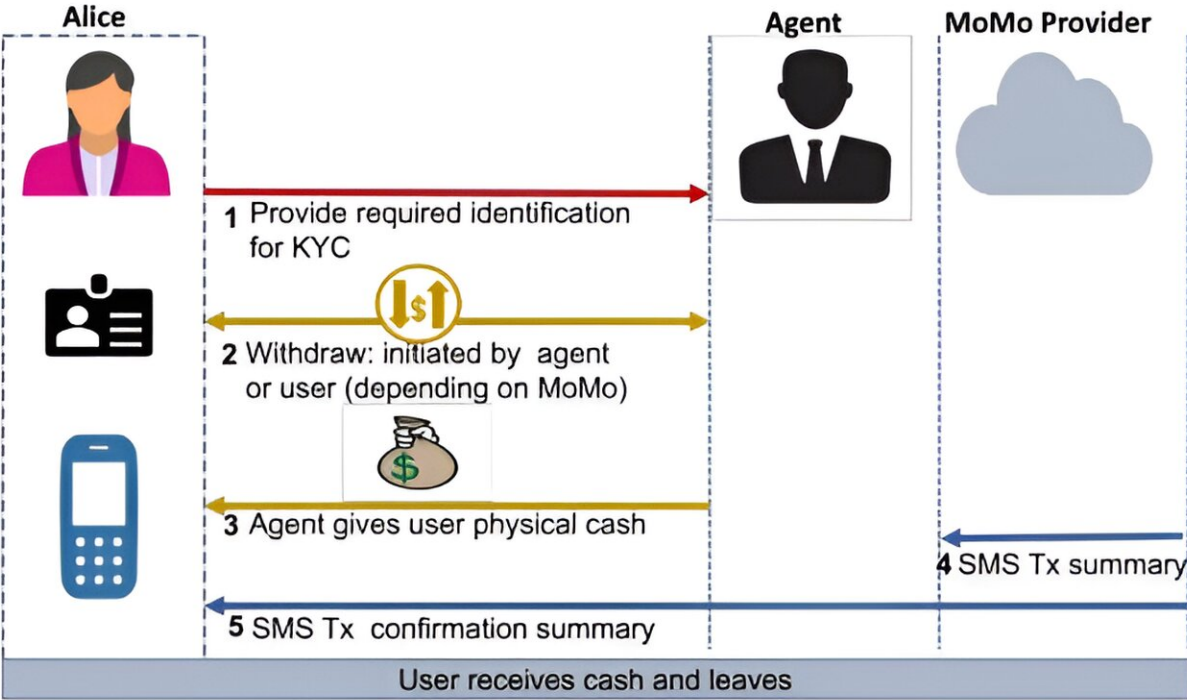 Alice
Agent
MoMo Provider
1 Provide required identification
for KYC
$
2 Withdraw: initiated by agent
or user (depending on MoMo)
$
3 Agent gives user physical cash
4 SMS Tx summary
5 SMS Tx confirmation summary
User receives cash and leaves